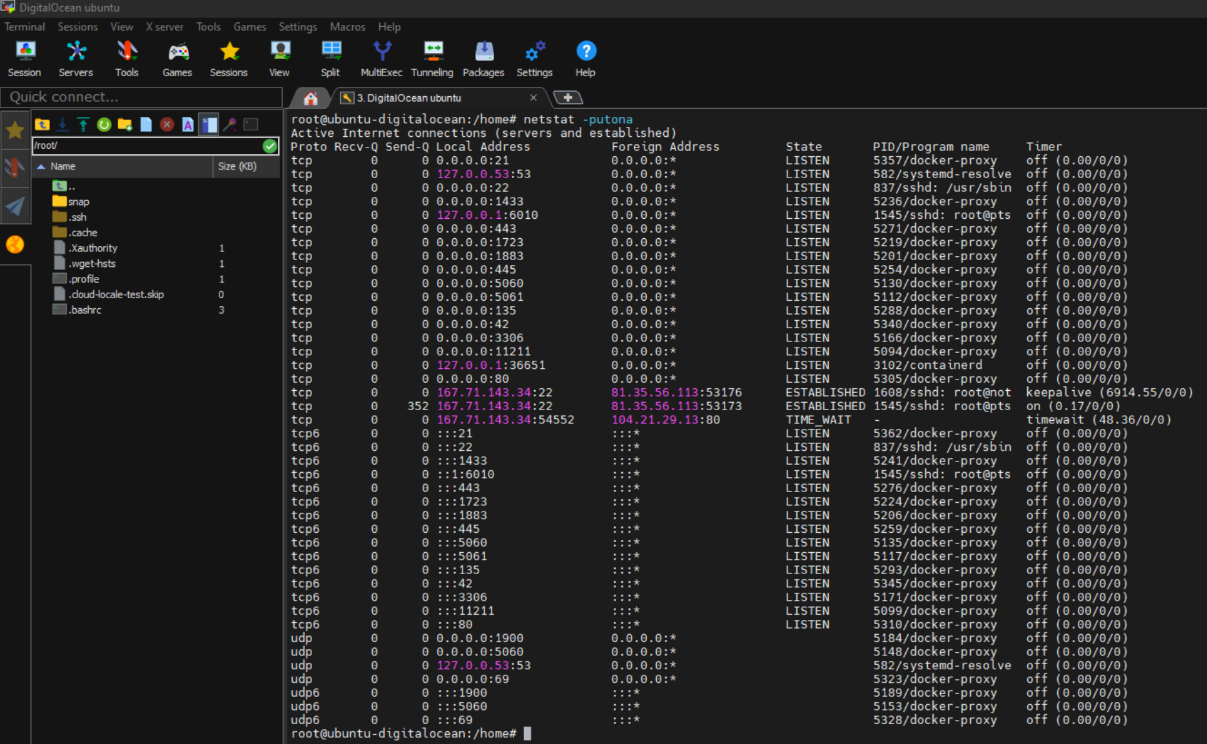 DigitalOcean ubuntu
Terminal Sessions View X server Tools Games Settings Macros Help
Session Servers Tools Games Sessions View Split MultiExec Tunneling Packages Settings Help
Quick connect...
3. DigitalOcean ubuntu
/root/
Name Size (KB)
..
snap
.ssh
.cache
.Xauthority 1
.wget-hsts 1
.profile 1
.cloud-locale-test.skip 0
.bashrc 3
root@ubuntu-digitalocean:/home# netstat -putona
Active Internet connections (servers and established)
Proto Recv-Q Send-Q Local Address Foreign Address State PID/Program name Timer
tcp 0 0 0.0.0.0:21 0.0.0.0:* LISTEN 5357/docker-proxy off (0.00/0/0)
tcp 0 0 127.0.0.53:53 0.0.0.0:* LISTEN 582/systemd-resolve off (0.00/0/0)
tcp 0 0 0.0.0.0:22 0.0.0.0:* LISTEN 837/sshd: /usr/sbin off (0.00/0/0)
tcp 0 0 0.0.0.0:1433 0.0.0.0:* LISTEN 5236/docker-proxy off (0.00/0/0)
tcp 0 0 127.0.0.1:6010 0.0.0.0:* LISTEN 1545/sshd: root@pts off (0.00/0/0)
tcp 0 0 0.0.0.0:443 0.0.0.0:* LISTEN 5271/docker-proxy off (0.00/0/0)
tcp 0 0 0.0.0.0:1723 0.0.0.0:* LISTEN 5219/docker-proxy off (0.00/0/0)
tcp 0 0 0.0.0.0:1883 0.0.0.0:* LISTEN 5201/docker-proxy off (0.00/0/0)
tcp 0 0 0.0.0.0:445 0.0.0.0:* LISTEN 5254/docker-proxy off (0.00/0/0)
tcp 0 0 0.0.0.0:5060 0.0.0.0:* LISTEN 5130/docker-proxy off (0.00/0/0)
tcp 0 0 0.0.0.0:5061 0.0.0.0:* LISTEN 5112/docker-proxy off (0.00/0/0)
tcp 0 0 0.0.0.0:135 0.0.0.0:* LISTEN 5288/docker-proxy off (0.00/0/0)
tcp 0 0 0.0.0.0:42 0.0.0.0:* LISTEN 5340/docker-proxy off (0.00/0/0)
tcp 0 0 0.0.0.0:3306 0.0.0.0:* LISTEN 5166/docker-proxy off (0.00/0/0)
tcp 0 0 0.0.0.0:11211 0.0.0.0:* LISTEN 5094/docker-proxy off (0.00/0/0)
tcp 0 0 127.0.0.1:36651 0.0.0.0:* LISTEN 3102/containerd off (0.00/0/0)
tcp 0 0 0.0.0.0:80 0.0.0.0:* LISTEN 5305/docker-proxy off (0.00/0/0)
tcp 0 0 167.71.143.34:22 81.35.56.113:53176 ESTABLISHED 1608/sshd: root@not keepalive (6914.55/0/0)
tcp 0 352 167.71.143.34:22 81.35.56.113:53173 ESTABLISHED 1545/sshd: root@pts on (0.17/0/0)
tcp 0 0 167.71.143.34:54552 104.21.29.13:80 TIME_WAIT - timewait (48.36/0/0)
tcp6 0 0 :::21 :::* LISTEN 5362/docker-proxy off (0.00/0/0)
tcp6 0 0 :::22 :::* LISTEN 837/sshd: /usr/sbin off (0.00/0/0)
tcp6 0 0 :::1433 :::* LISTEN 5241/docker-proxy off (0.00/0/0)
tcp6 0 0 ::1:6010 :::* LISTEN 1545/sshd: root@pts off (0.00/0/0)
tcp6 0 0 :::443 :::* LISTEN 5276/docker-proxy off (0.00/0/0)
tcp6 0 0 :::1723 :::* LISTEN 5224/docker-proxy off (0.00/0/0)
tcp6 0 0 :::1883 :::* LISTEN 5206/docker-proxy off (0.00/0/0)
tcp6 0 0 :::445 :::* LISTEN 5259/docker-proxy off (0.00/0/0)
tcp6 0 0 :::5060 :::* LISTEN 5135/docker-proxy off (0.00/0/0)
tcp6 0 0 :::5061 :::* LISTEN 5117/docker-proxy off (0.00/0/0)
tcp6 0 0 :::135 :::* LISTEN 5293/docker-proxy off (0.00/0/0)
tcp6 0 0 :::42 :::* LISTEN 5345/docker-proxy off (0.00/0/0)
tcp6 0 0 :::3306 :::* LISTEN 5171/docker-proxy off (0.00/0/0)
tcp6 0 0 :::11211 :::* LISTEN 5099/docker-proxy off (0.00/0/0)
tcp6 0 0 :::80 :::* LISTEN 5310/docker-proxy off (0.00/0/0)
udp 0 0 0.0.0.0:1900 0.0.0.0:* 5184/docker-proxy off (0.00/0/0)
udp 0 0 0.0.0.0:5060 0.0.0.0:* 5148/docker-proxy off (0.00/0/0)
udp 0 0 127.0.0.53:53 0.0.0.0:* 582/systemd-resolve off (0.00/0/0)
udp 0 0 0.0.0.0:69 0.0.0.0:* 5323/docker-proxy off (0.00/0/0)
udp6 0 0 :::1900 :::* 5189/docker-proxy off (0.00/0/0)
udp6 0 0 :::5060 :::* 5153/docker-proxy off (0.00/0/0)
udp6 0 0 :::69 :::* 5328/docker-proxy off (0.00/0/0)
root@ubuntu-digitalocean:/home#